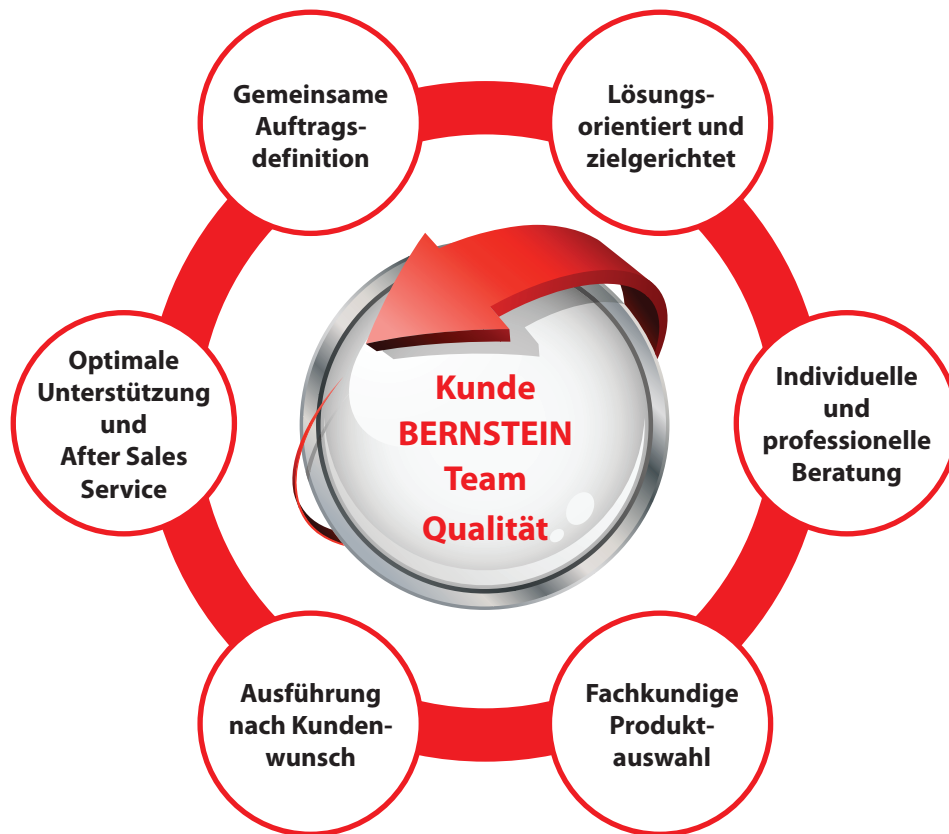 Gemeinsame
Auftrags-
definition
Lösungs-
orientiert und
zielgerichtet
Optimale
Unterstützung
und
After Sales
Service
Kunde
BERNSTEIN
Team
Qualität
Individuelle
und
professionelle
Beratung
Ausführung
nach Kunden-
wunsch
Fachkundige
Produkt-
auswahl